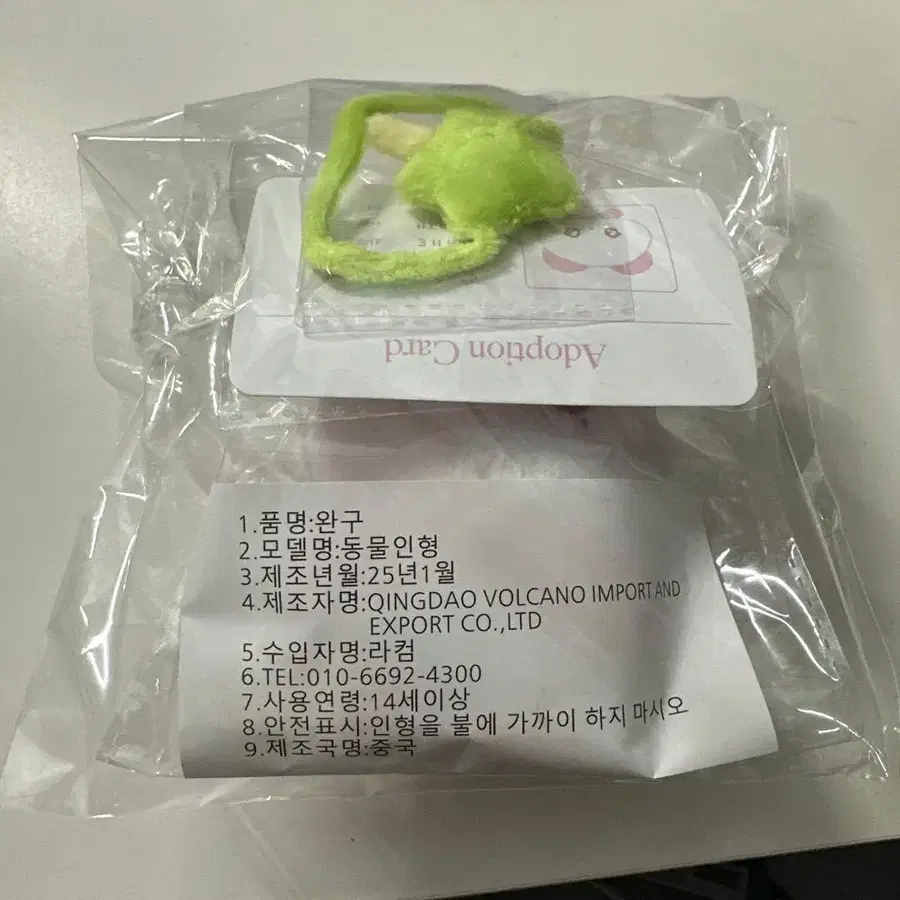 Adoption Card
1.품명:완구
2.모델명:동물인형
3.제조년월:25년1월
4.제조자명:QINGDAO VOLCANO IMPORT AND
EXPORT CO.,LTD
5.수입자명:라컴
6.TEL:010-6692-4300
7.사용연령:14세이상
8.안전표시:인형을 불에 가까이 하지 마시오
9.제조국명:중국